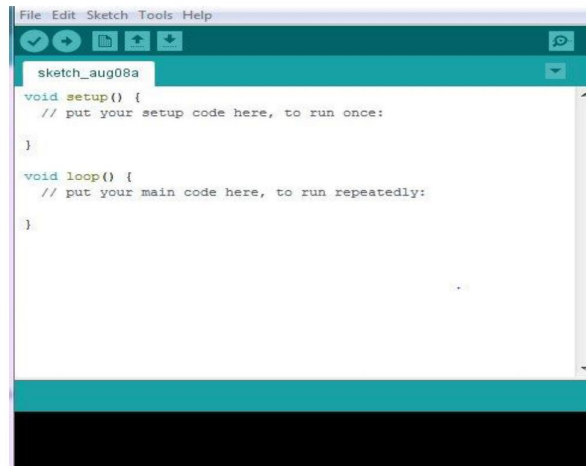 File Edit Sketch Tools Help
sketch_aug08a
void setup() {
  // put your setup code here, to run once:
}
void loop() {
  // put your main code here, to run repeatedly:
}